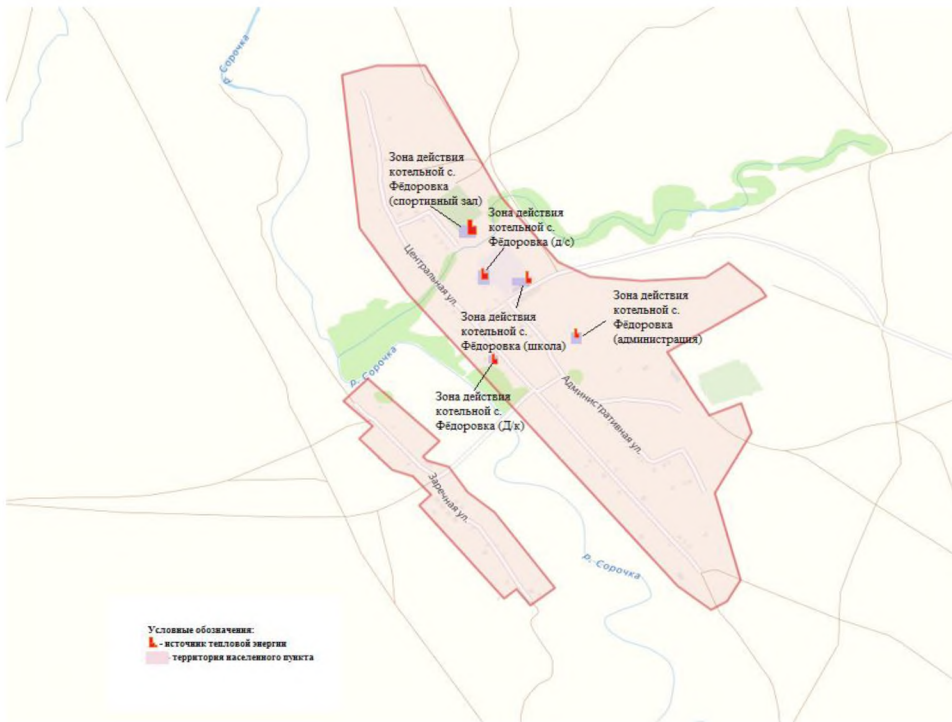 р. Сорочка
Зона действия
котельной с.
Фёдоровка
(спортивный зал)
Зона действия
котельной с.
Фёдоровка (д/с)
Центральная ул.
Зона действия
котельной с.
Фёдоровка (школа)
Зона действия
котельной с.
Фёдоровка
(администрация)
р. Сорочка
Зона действия
котельной с.
Фёдоровка (Д/к)
Административная ул.
Заречная ул.
р. Сорочка
Условные обозначения:
- источник тепловой энергии
- территория населенного пункта